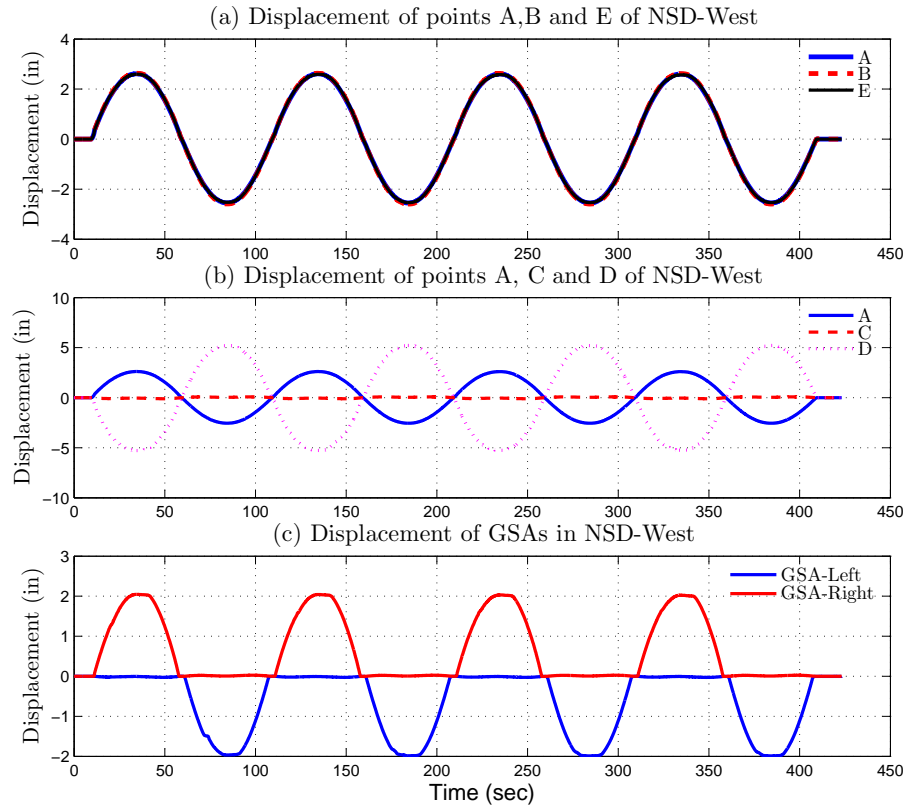 (a) Displacement of points A,B and E of NSD-West
Displacement (in)
4
2
0
−2
−4
A
B
E
0 50 100 150 200 250 300 350 400 450
(b) Displacement of points A, C and D of NSD-West
Displacement (in)
10
5
0
−5
−10
A
C
D
0 50 100 150 200 250 300 350 400 450
(c) Displacement of GSAs in NSD-West
Displacement (in)
3
2
1
0
−1
−2
GSA-Left
GSA-Right
0 50 100 150 200 250 300 350 400 450
Time (sec)